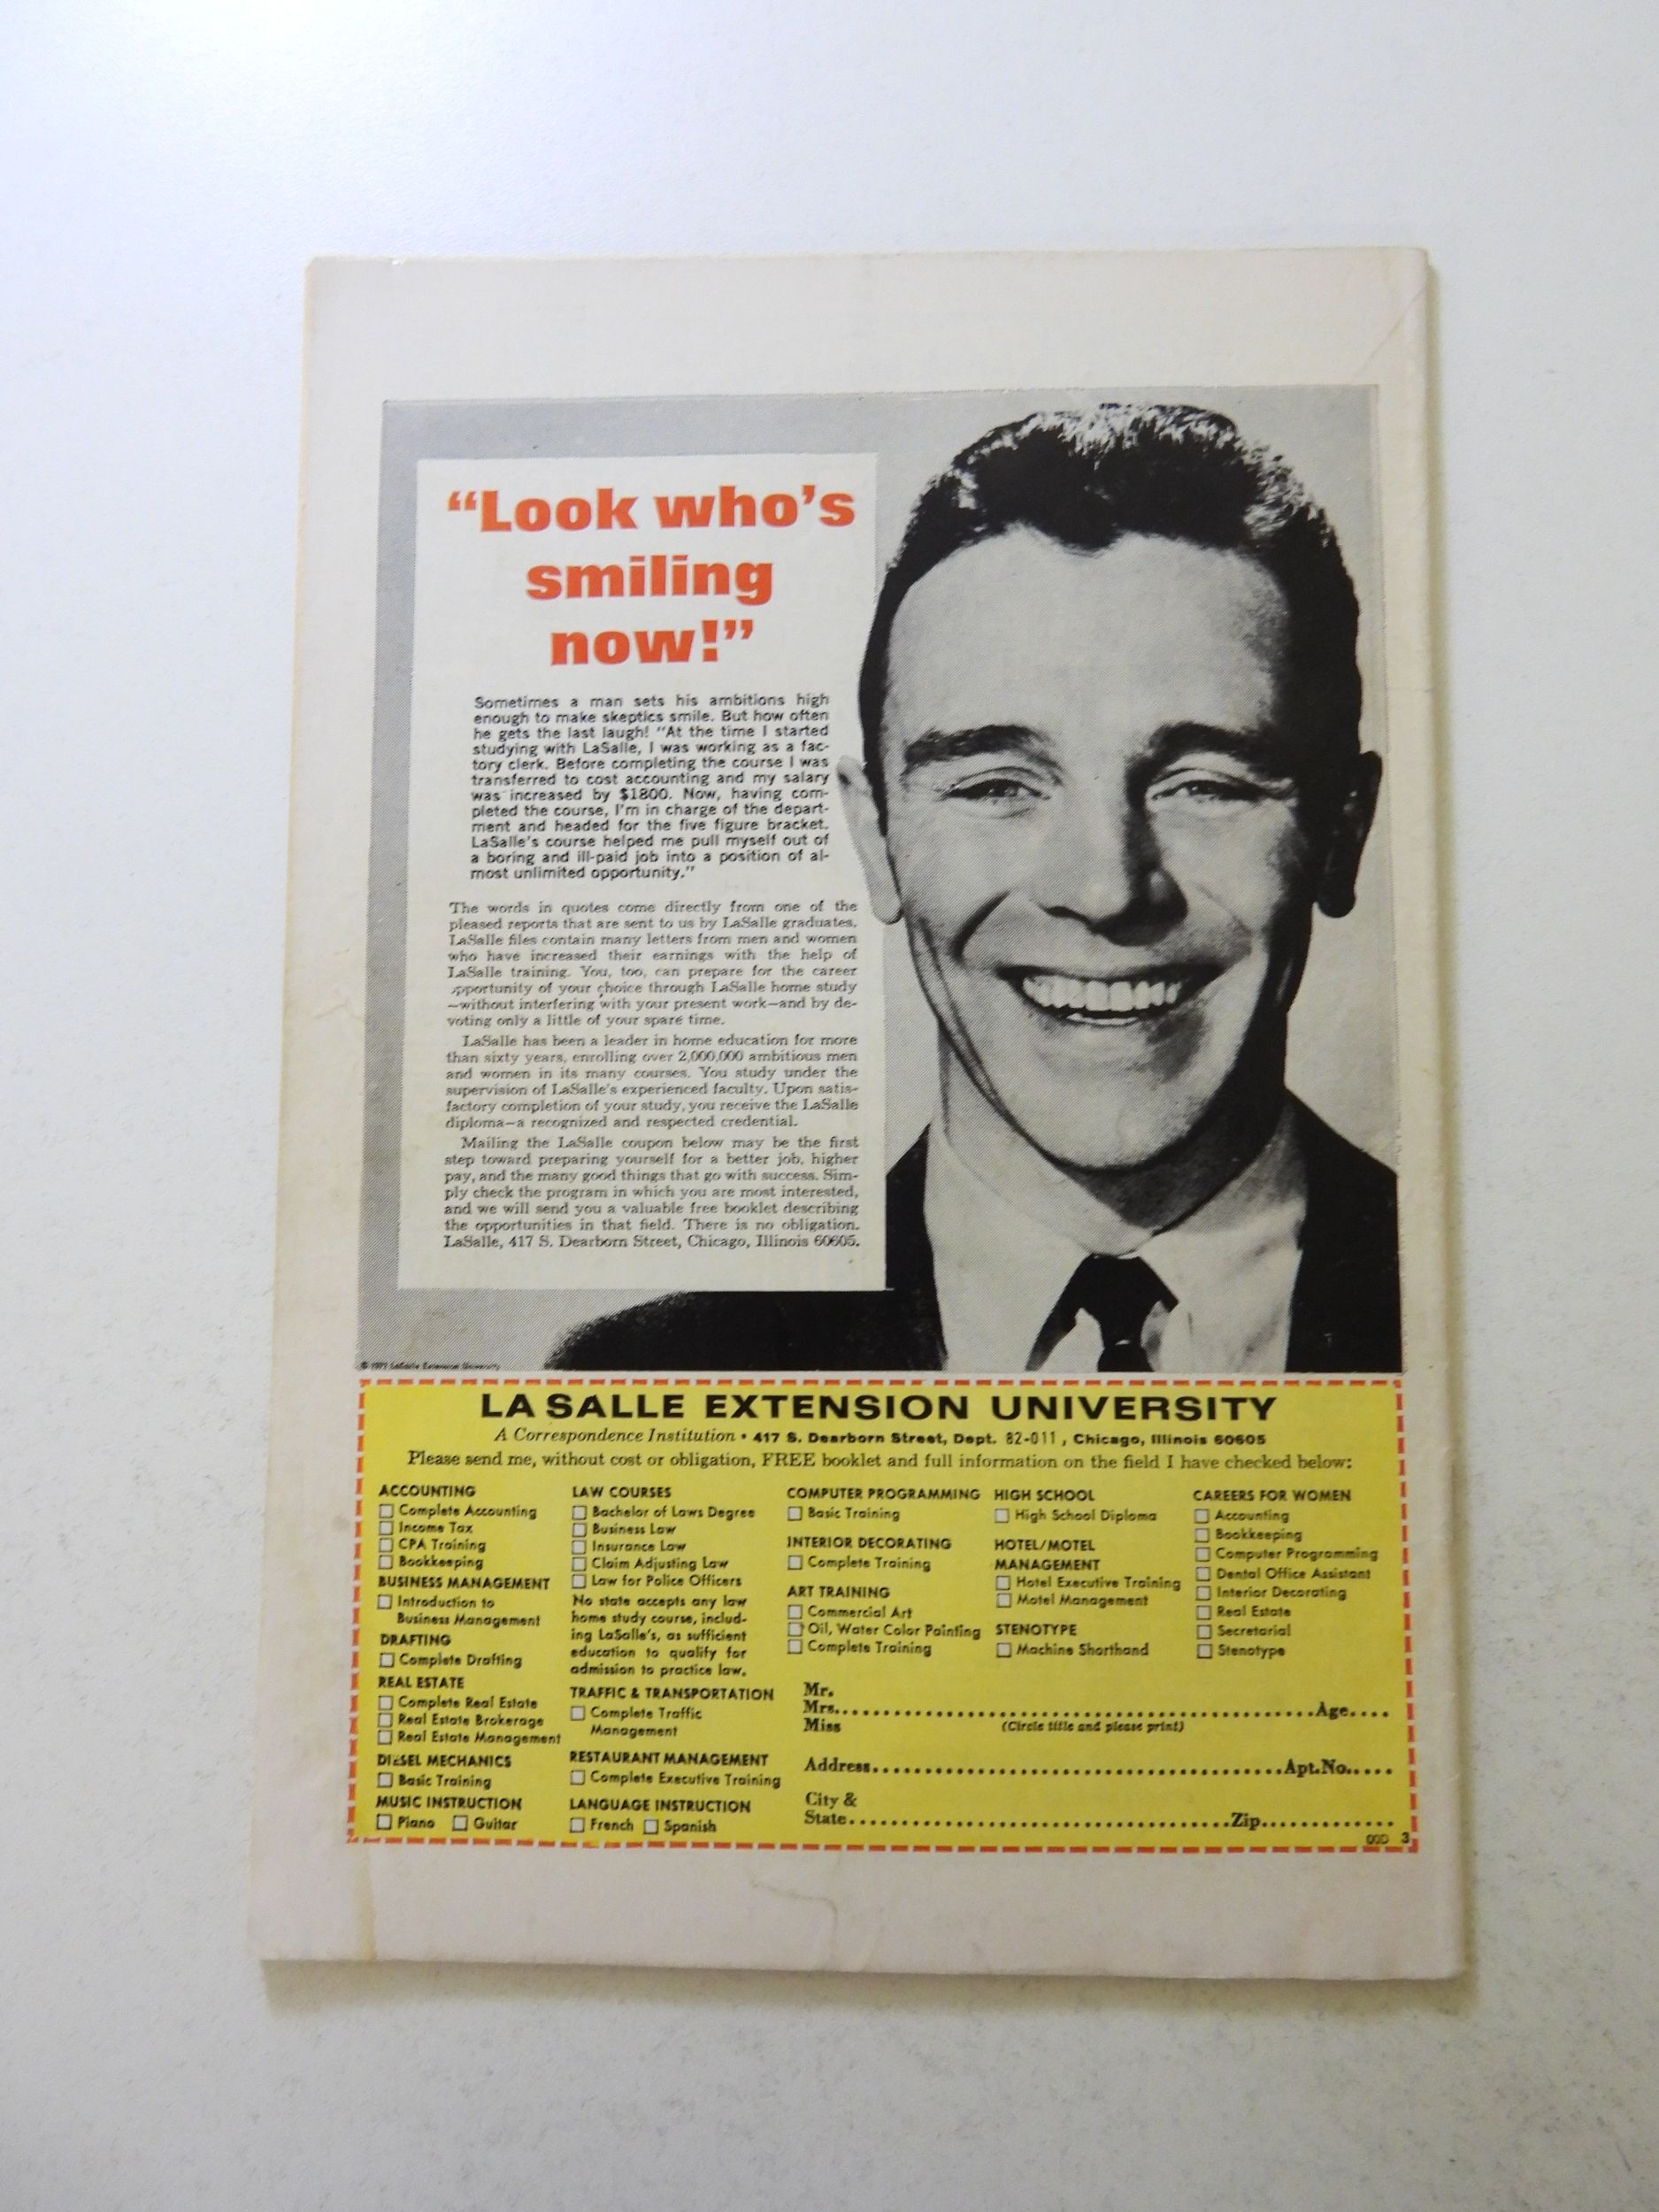 “Look who’s
smiling
now!”
Sometimes a man sets his ambitions high
enough to make skeptics smile. But how often
he gets the last laugh! “At the time I started
studying with LaSalle, I was working as a fac-
tory clerk. Before completing the course I was
transferred to cost accounting and my salary
was increased by $1800. Now, having com-
pleted the course, I’m in charge of the depart-
ment and headed for the five figure bracket.
LaSalle’s course helped me pull myself out of
a boring and ill-paid job into a position of al-
most unlimited opportunity.”
The words in quotes come directly from one of the
pleased reports that are sent to us by LaSalle graduates.
LaSalle files contain many letters from men and women
who have increased their earnings with the help of
LaSalle training. You, too, can prepare for the career
opportunity of your choice through LaSalle home study
—without interfering with your present work—and by de-
voting only a little of your spare time.
LaSalle has been a leader in home education for more
than sixty years, enrolling over 2,000,000 ambitious men
and women in its many courses. You study under the
supervision of LaSalle’s experienced faculty. Upon satis-
factory completion of your study, you receive the LaSalle
diploma—a recognized and respected credential.
Mailing the LaSalle coupon below may be the first
step toward preparing yourself for a better job, higher
pay, and the many good things that go with success. Sim-
ply check the program in which you are most interested,
and we will send you a valuable free booklet describing
the opportunities in that field. There is no obligation.
LaSalle, 417 S. Dearborn Street, Chicago, Illinois 60605.
© 1971 LaSalle Extension University
LA SALLE EXTENSION UNIVERSITY
A Correspondence Institution • 417 S. Dearborn Street, Dept. 82-011, Chicago, Illinois 60605
Please send me, without cost or obligation, FREE booklet and full information on the field I have checked below:
ACCOUNTING
Complete Accounting
Income Tax
CPA Training
Bookkeeping
BUSINESS MANAGEMENT
Introduction to
Business Management
DRAFTING
Complete Drafting
REAL ESTATE
Complete Real Estate
Real Estate Brokerage
Real Estate Management
DIESEL MECHANICS
Basic Training
MUSIC INSTRUCTION
Piano Guitar
LAW COURSES
Bachelor of Laws Degree
Business Law
Insurance Law
Claim Adjusting Law
Law for Police Officers
No state accepts any law
home study course, includ-
ing LaSalle’s, as sufficient
education to qualify for
admission to practice law.
TRAFFIC & TRANSPORTATION
Complete Traffic
Management
RESTAURANT MANAGEMENT
Complete Executive Training
LANGUAGE INSTRUCTION
French Spanish
COMPUTER PROGRAMMING
Basic Training
INTERIOR DECORATING
Complete Training
ART TRAINING
Commercial Art
Oil, Water Color Painting
Complete Training
HIGH SCHOOL
High School Diploma
HOTEL/MOTEL
MANAGEMENT
Hotel Executive Training
Motel Management
STENOTYPE
Machine Shorthand
CAREERS FOR WOMEN
Accounting
Bookkeeping
Computer Programming
Dental Office Assistant
Interior Decorating
Real Estate
Secretarial
Stenotype
Mr.
Mrs. Age
Miss (Circle title and please print)
Address Apt.No.
City &
State Zip
3